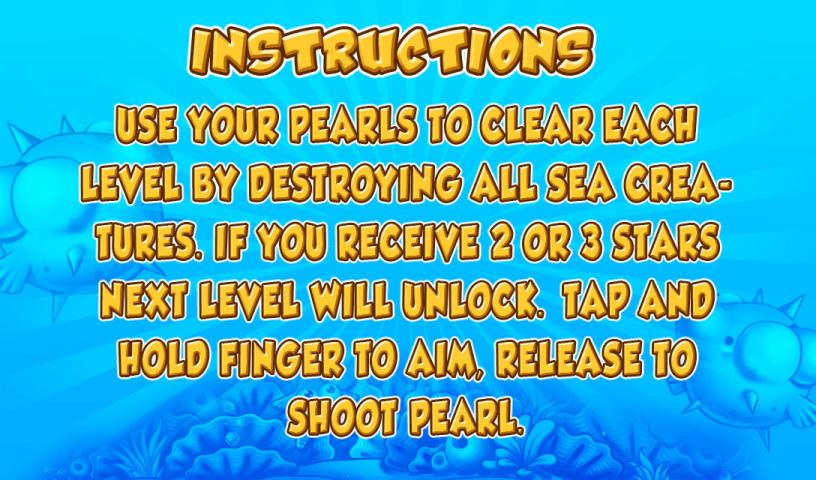 INSTRUCTIONS
USE YOUR PEARLS TO CLEAR EACH
LEVEL BY DESTROYING ALL SEA CREA-
TURES. IF YOU RECEIVE 2 OR 3 STARS
NEXT LEVEL WILL UNLOCK. TAP AND
HOLD FINGER TO AIM, RELEASE TO
SHOOT PEARL.